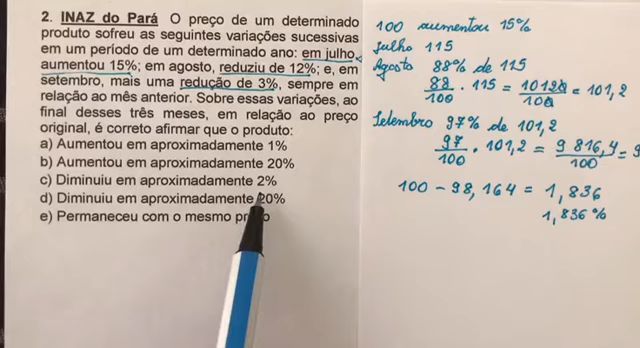 2. INAZ do Pará O preço de um determinado
produto sofreu as seguintes variações sucessivas
em um período de um determinado ano: em julho
aumentou 15%; em agosto, reduziu de 12%; e, em
setembro, mais uma redução de 3%, sempre em
relação ao mês anterior. Sobre essas variações, ao
final desses três meses, em relação ao preço
original, é correto afirmar que o produto:
a) Aumentou em aproximadamente 1%
b) Aumentou em aproximadamente 20%
c) Diminuiu em aproximadamente 2%
d) Diminuiu em aproximadamente 20%
e) Permaneceu com o mesmo
100 aumentou 15%
Julho 115
Agosto 88% de 115
88/100 . 115 = 10120/100 = 101,2
Setembro 97% de 101,2
97/100 . 101,2 = 9 816,4/100 = 9
100 - 98,164 = 1,836
1,836%